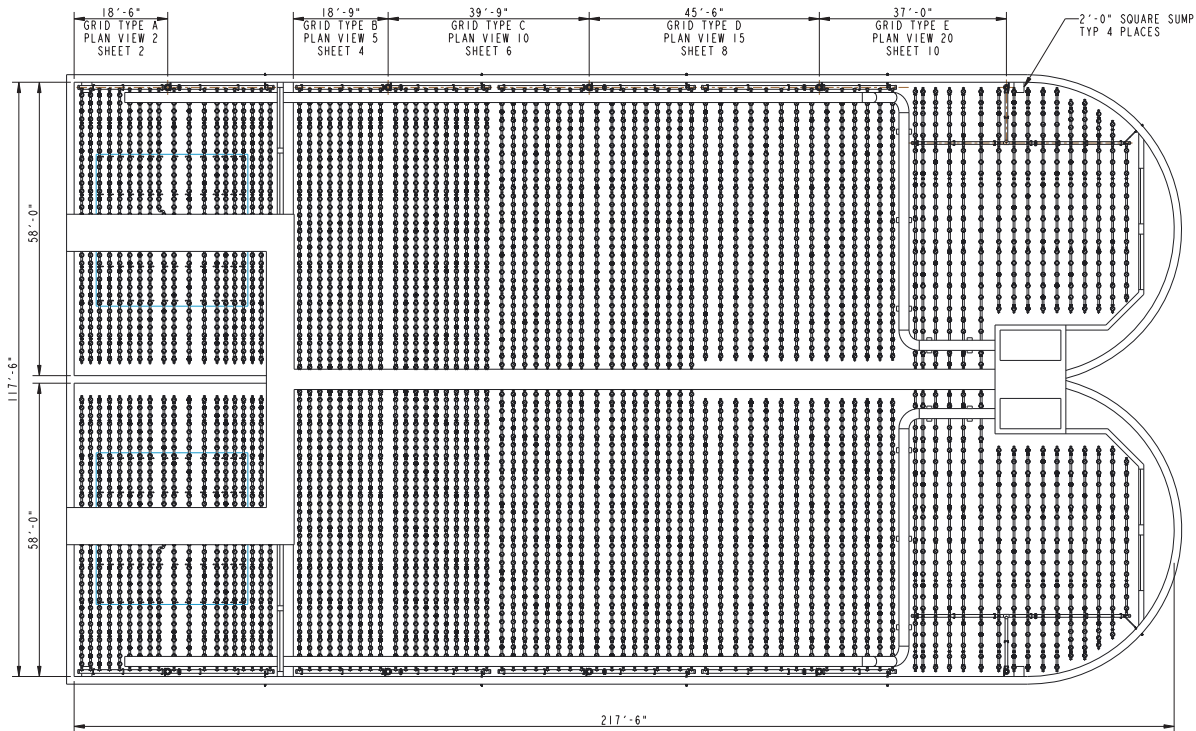 18'-6"
GRID TYPE A
PLAN VIEW 2
SHEET 2
18'-9"
GRID TYPE B
PLAN VIEW 5
SHEET 4
39'-9"
GRID TYPE C
PLAN VIEW 10
SHEET 6
45'-6"
GRID TYPE D
PLAN VIEW 15
SHEET 8
37'-0"
GRID TYPE E
PLAN VIEW 20
SHEET 10
2'-0" SQUARE SUMP
TYP 4 PLACES
58'-0"
117'-6"
58'-0"
217'-6"